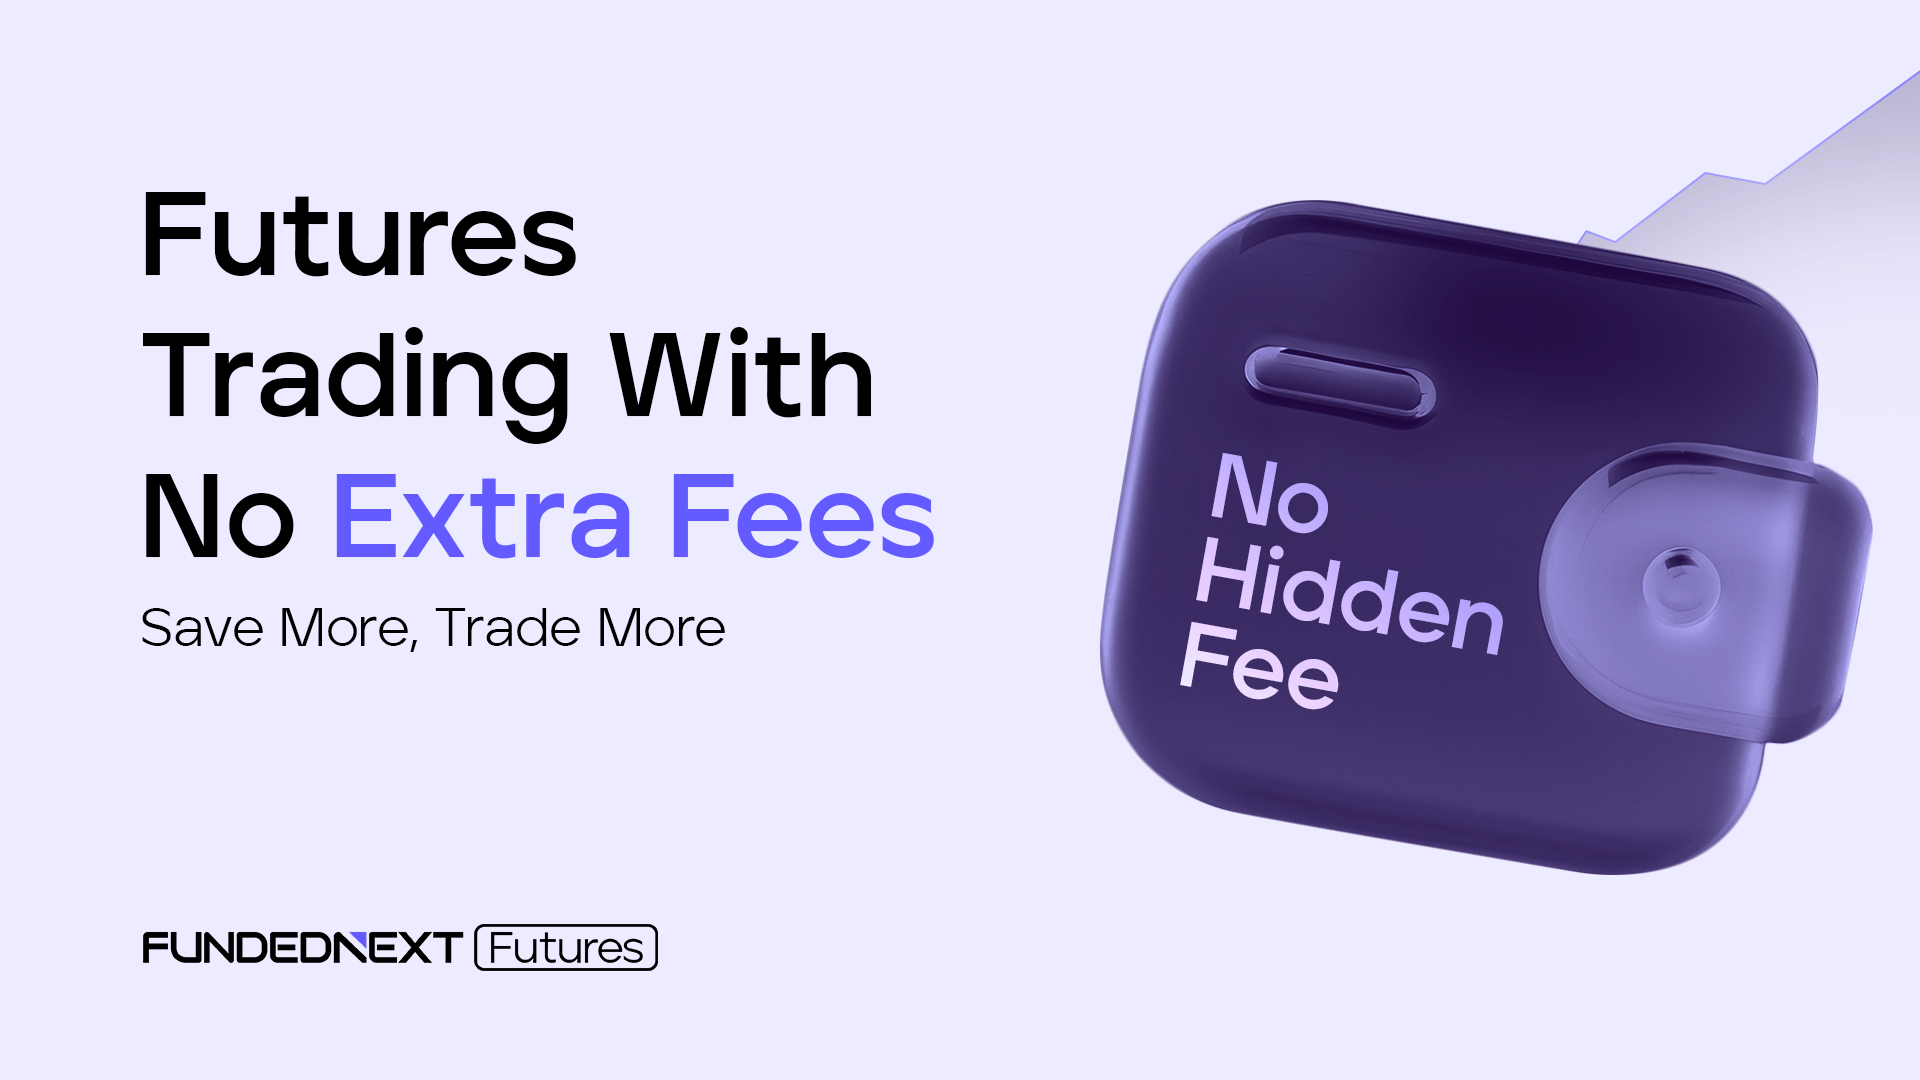 Futures
Trading With
No Extra Fees
Save More, Trade More
No
Hidden
Fee
FUNDEDNEXT Futures